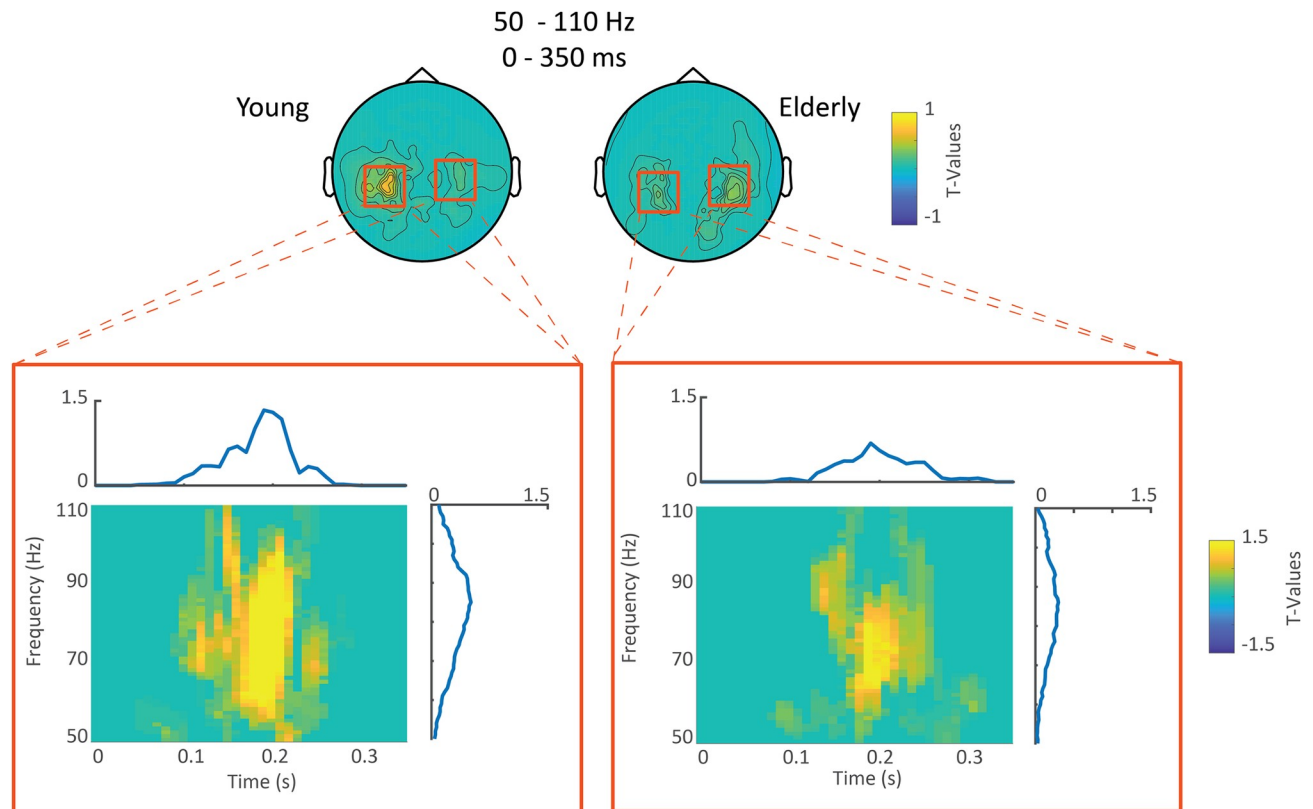 50 - 110 Hz
0 - 350 ms
Young
Elderly
1
-1
T-Values
1.5
0
0 1.5
110
90
70
50
Frequency (Hz)
0 0.1 0.2 0.3
Time (s)
1.5
0
0 1.5
110
90
70
50
Frequency (Hz)
0 0.1 0.2 0.3
Time (s)
1.5
-1.5
T-Values